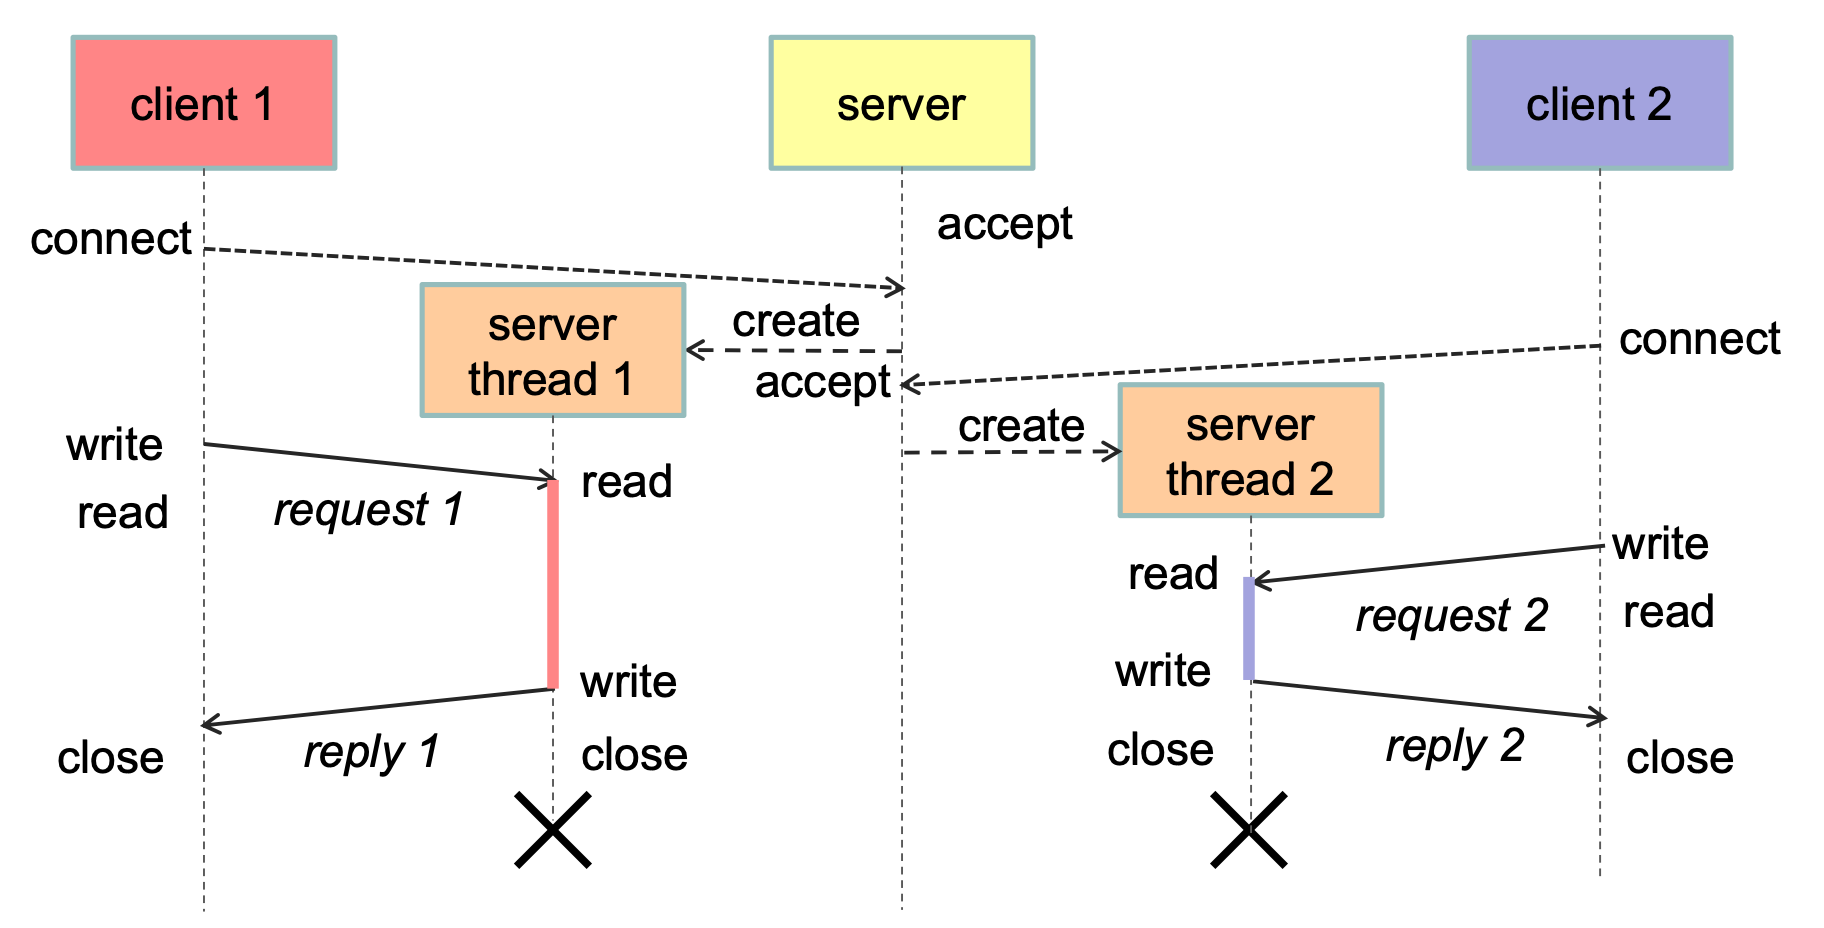 client 1
server
client 2
accept
connect
create
connect
server
thread 1
accept
create
server
thread 2
write
read
request 1
read
write
read
request 2
read
write
write
reply 1
close
close
close
reply 2
close